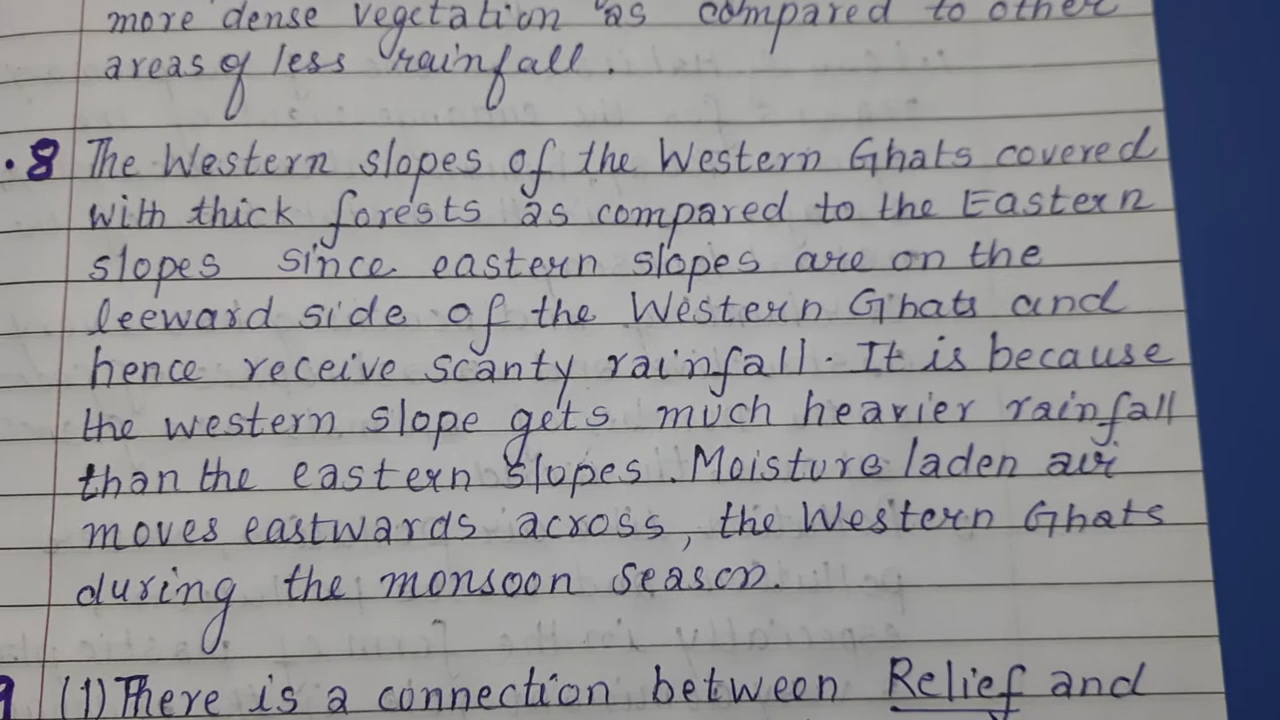 more dense vegetation as compared to other
areas of less rainfall.
.8 The Western slopes of the Western Ghats covered
with thick forests as compared to the Eastern
slopes since eastern slopes are on the
leeward side of the Western Ghats and
hence receive scanty rainfall. It is because
the western slope gets much heavier rainfall
than the eastern slopes. Moisture laden air
moves eastwards across, the Western Ghats
during the monsoon season.
9 (1) There is a connection between Relief and